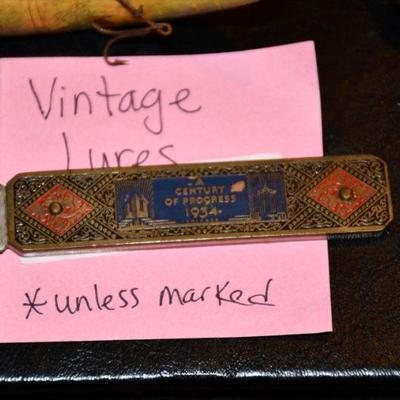 Vintage
Lures
A
CENTURY
OF PROGRESS
1934
*unless marked